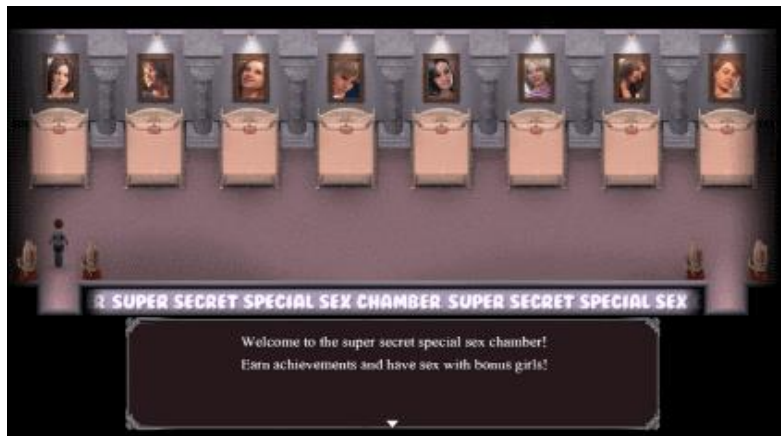 R SUPER SECRET SPECIAL SEX CHAMBER SUPER SECRET SPECIAL SEX
Welcome to the super secret special sex chamber!
Earn achievements and have sex with bonus girls!